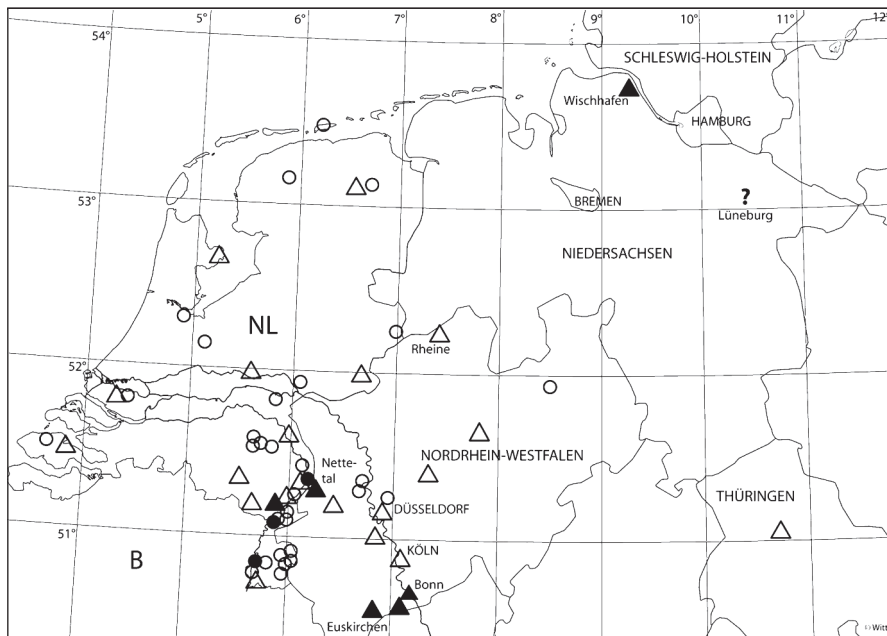 5° 6° 7° 8° 9° 10° 11° 12°
54°
SCHLESWIG-HOLSTEIN
Wischhafen
HAMBURG
53°
?
BREMEN
Lüneburg
NIEDERSACHSEN
NL
Rheine
52°
NORDRHEIN-WESTFALEN
Nette-
tal
THÜRINGEN
DÜSSELDORF
51°
B
KÖLN
Bonn
Euskirchen